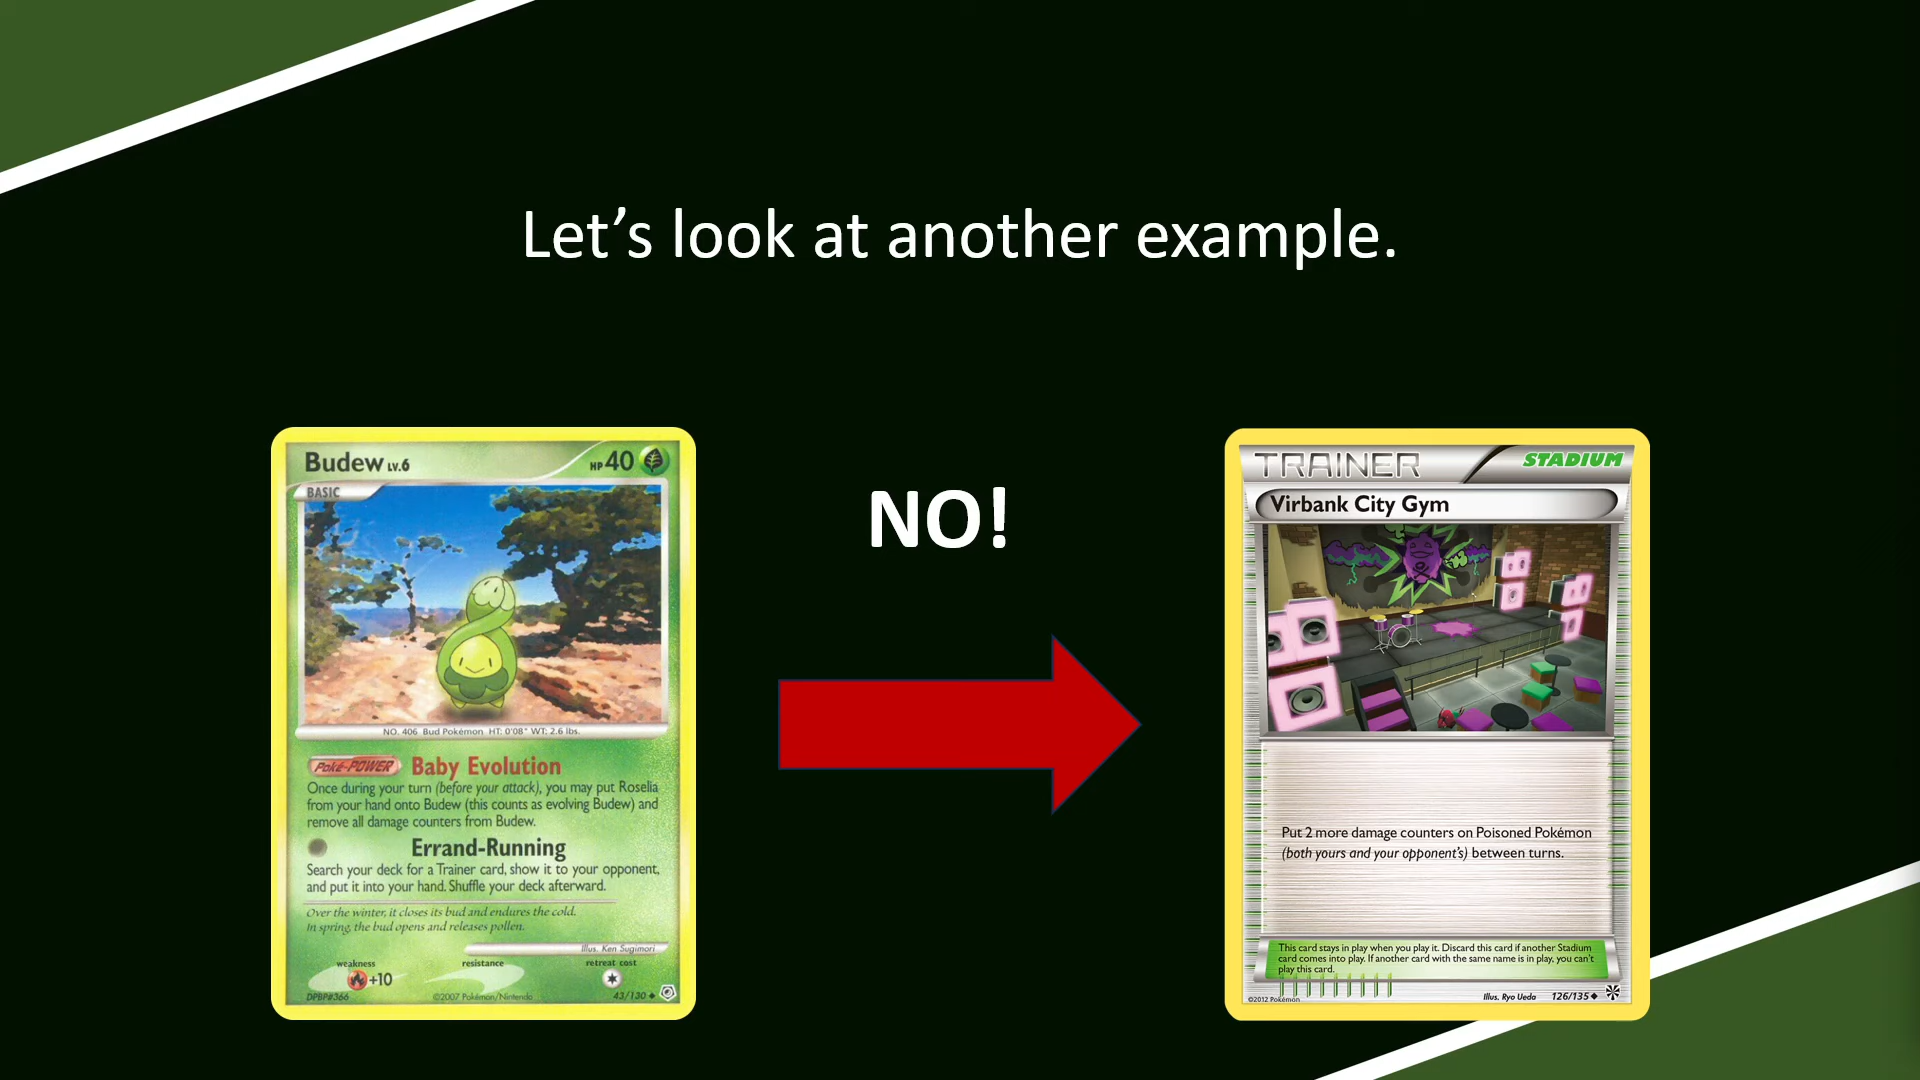 Let’s look at another example.
Budew LV.6
HP 40
BASIC
NO. 406 Bud Pokémon HT: 0'08" WT: 2.6 lbs.
Poké-POWER Baby Evolution
Once during your turn (before your attack), you may put Roselia
from your hand onto Budew (this counts as evolving Budew) and
remove all damage counters from Budew.
Errand-Running
Search your deck for a Trainer card, show it to your opponent,
and put it into your hand. Shuffle your deck afterward.
Over the winter, it closes its bud and endures the cold.
In spring, the bud opens and releases pollen.
Illus. Ken Sugimori
weakness resistance retreat cost
+10
DPBP#366 ©2007 Pokémon/Nintendo 43/130
NO!
TRAINER STADIUM
Virbank City Gym
Put 2 more damage counters on Poisoned Pokémon
(both yours and your opponent's) between turns.
This card stays in play when you play it. Discard this card if another Stadium
card comes into play. If another card with the same name is in play, you can't
play this card.
©2012 Pokémon Illus. Ryo Ueda 126/135